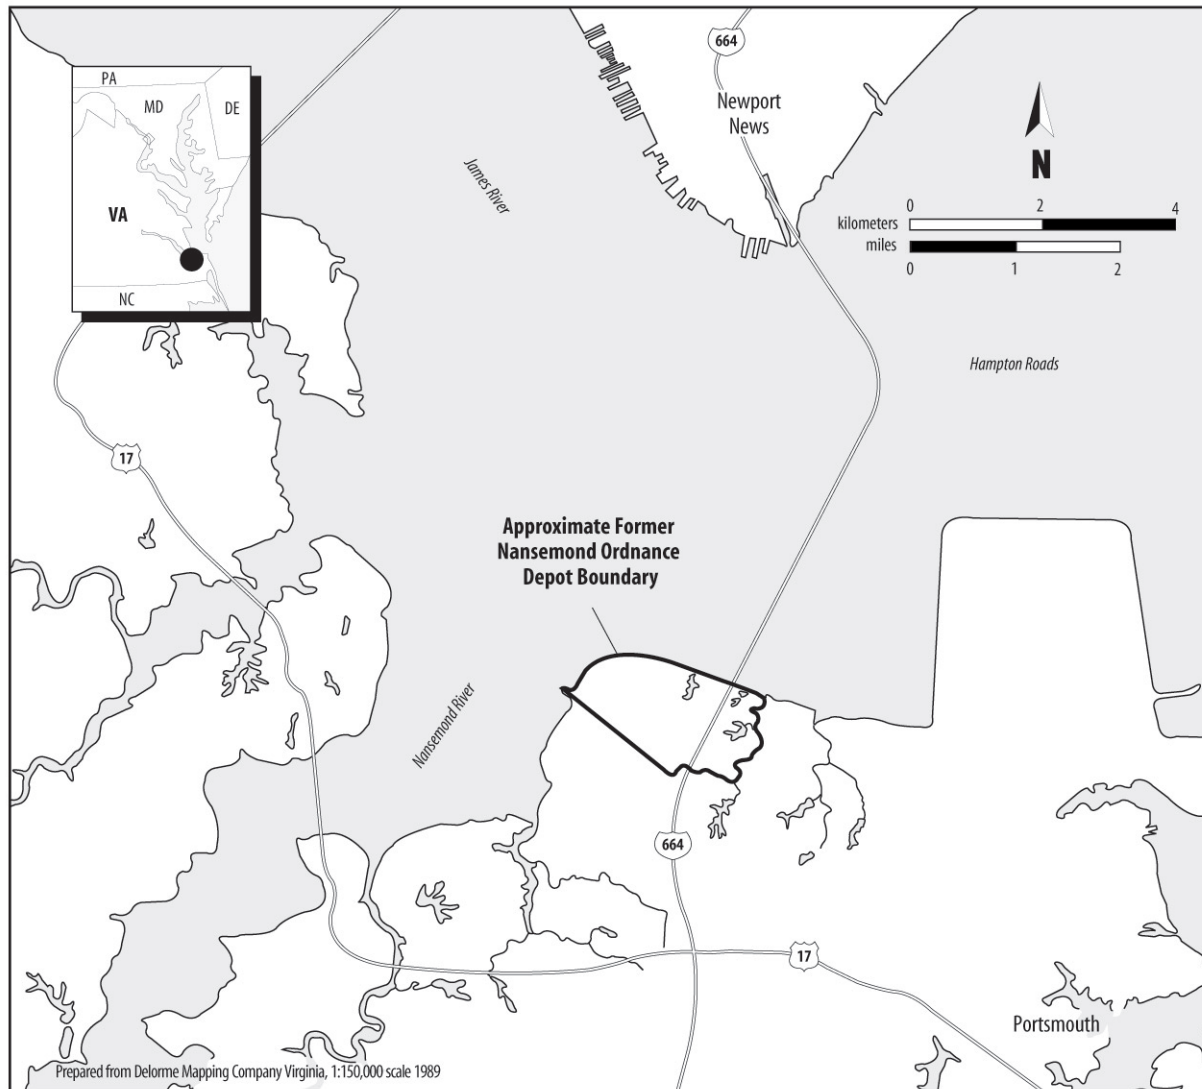 PA
MD
DE
VA
NC
664
Newport
News
N
0 2 4
kilometers
miles
0 1 2
James River
Hampton Roads
17
Approximate Former
Nansemond Ordnance
Depot Boundary
Nansemond River
664
17
Portsmouth
Prepared from Delorme Mapping Company Virginia, 1:150,000 scale 1989